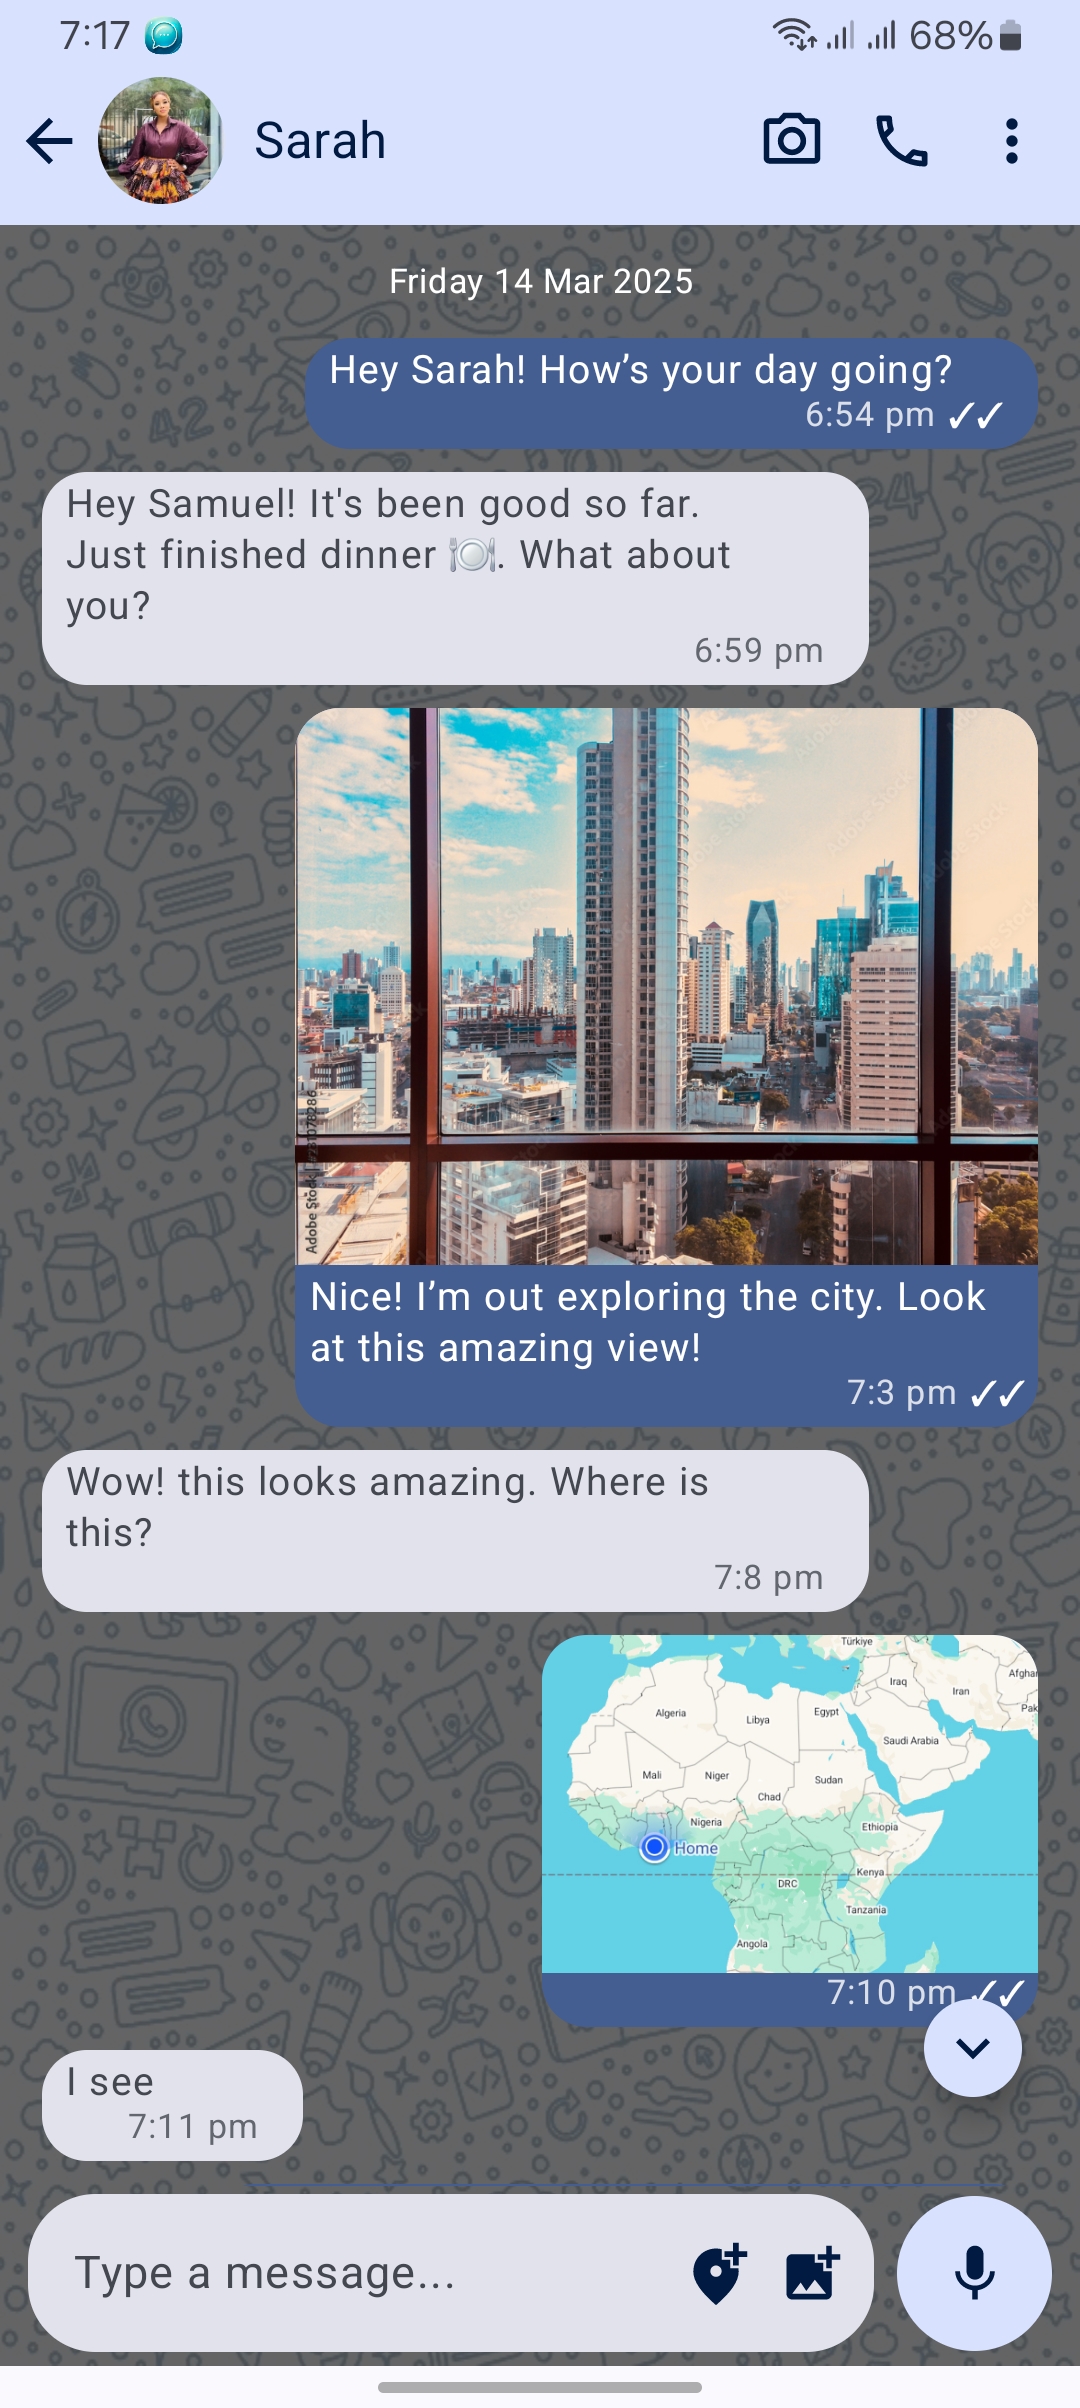 7:17
68%
Sarah
Friday 14 Mar 2025
Hey Sarah! How’s your day going?
6:54 pm
Hey Samuel! It's been good so far.
Just finished dinner 🍽️. What about
you?
6:59 pm
Adobe Stock | #231078286
Nice! I’m out exploring the city. Look
at this amazing view!
7:3 pm
Wow! this looks amazing. Where is
this?
7:8 pm
Türkiye
Iraq
Iran
Afghan
Pak
Algeria
Libya
Egypt
Saudi Arabia
Mali
Niger
Chad
Sudan
Nigeria
Ethiopia
Home
DRC
Kenya
Tanzania
Angola
7:10 pm
I see
7:11 pm
Type a message...